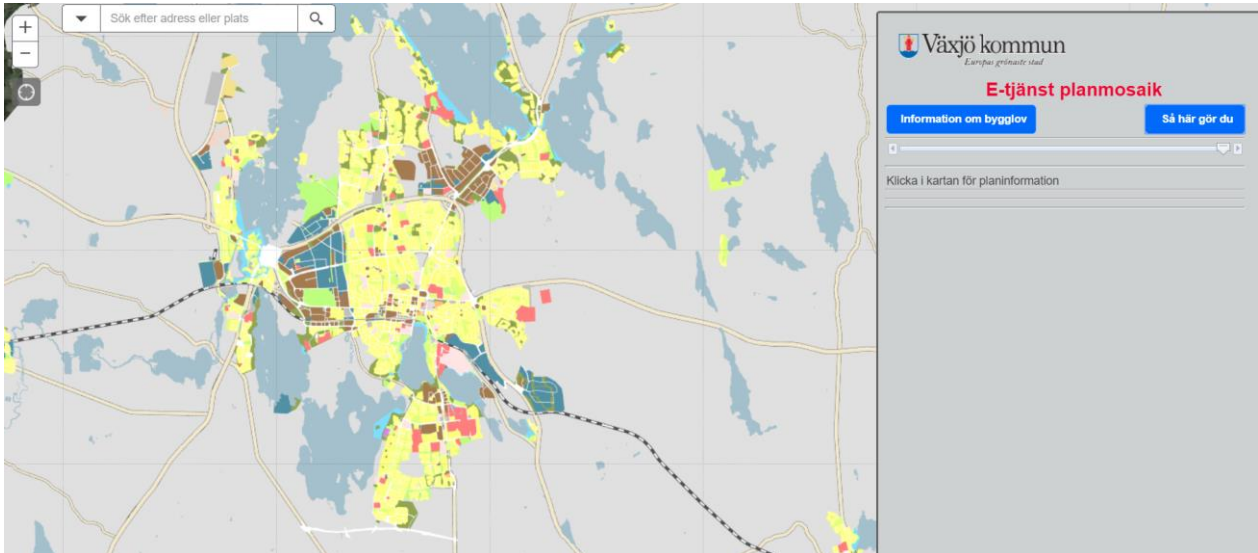 Sök efter adress eller plats
Växjö kommun
Europas grönaste stad
E-tjänst planmosaik
Information om bygglov
Så här gör du
Klicka i kartan för planinformation